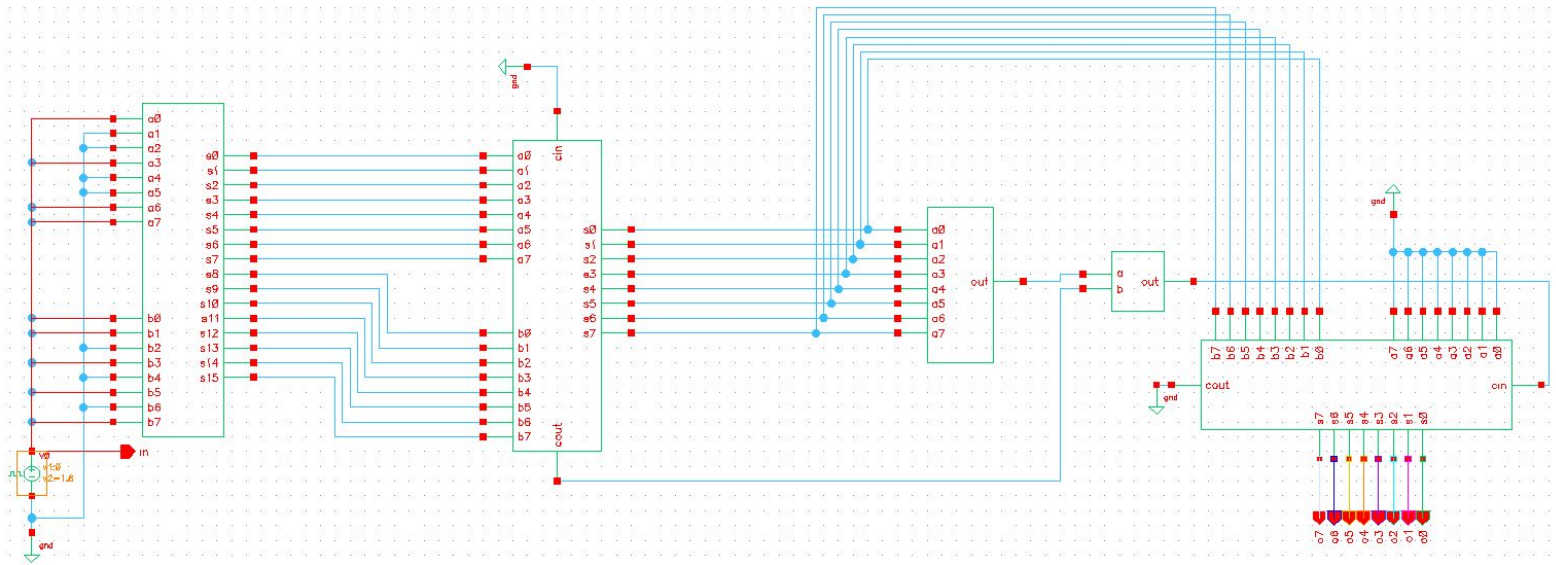 gnd
cin
a0
a1
a2
a3
a4
a5
a6
a7
b0
b1
b2
b3
b4
b5
b6
b7
s0
s1
s2
s3
s4
s5
s6
s7
s8
s9
s10
s11
s12
s13
s14
s15
in
v0
v1:0
v2=1.8
gnd
a0
a1
a2
a3
a4
a5
a6
a7
b0
b1
b2
b3
b4
b5
b6
b7
s0
s1
s2
s3
s4
s5
s6
s7
cout
a0
a1
a2
a3
a4
a5
a6
a7
out
a
b
out
gnd
b7 b6 b5 b4 b3 b2 b1 b0 a7 a6 a5 a4 a3 a2 a1 a0
cout cin
gnd
s7 s6 s5 s4 s3 s2 s1 s0
o7 o6 o5 o4 o3 o2 o1 o0